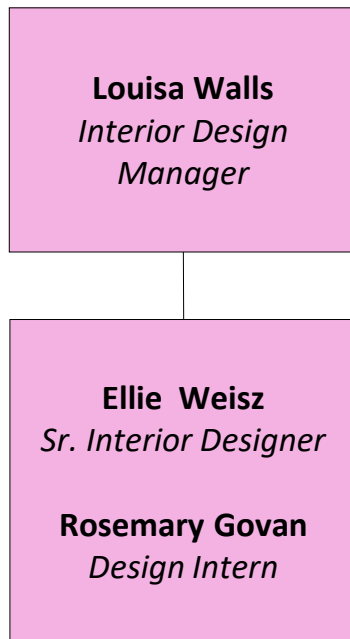 Louisa Walls
Interior Design
Manager
Ellie  Weisz
Sr. Interior Designer
Rosemary Govan
Design Intern